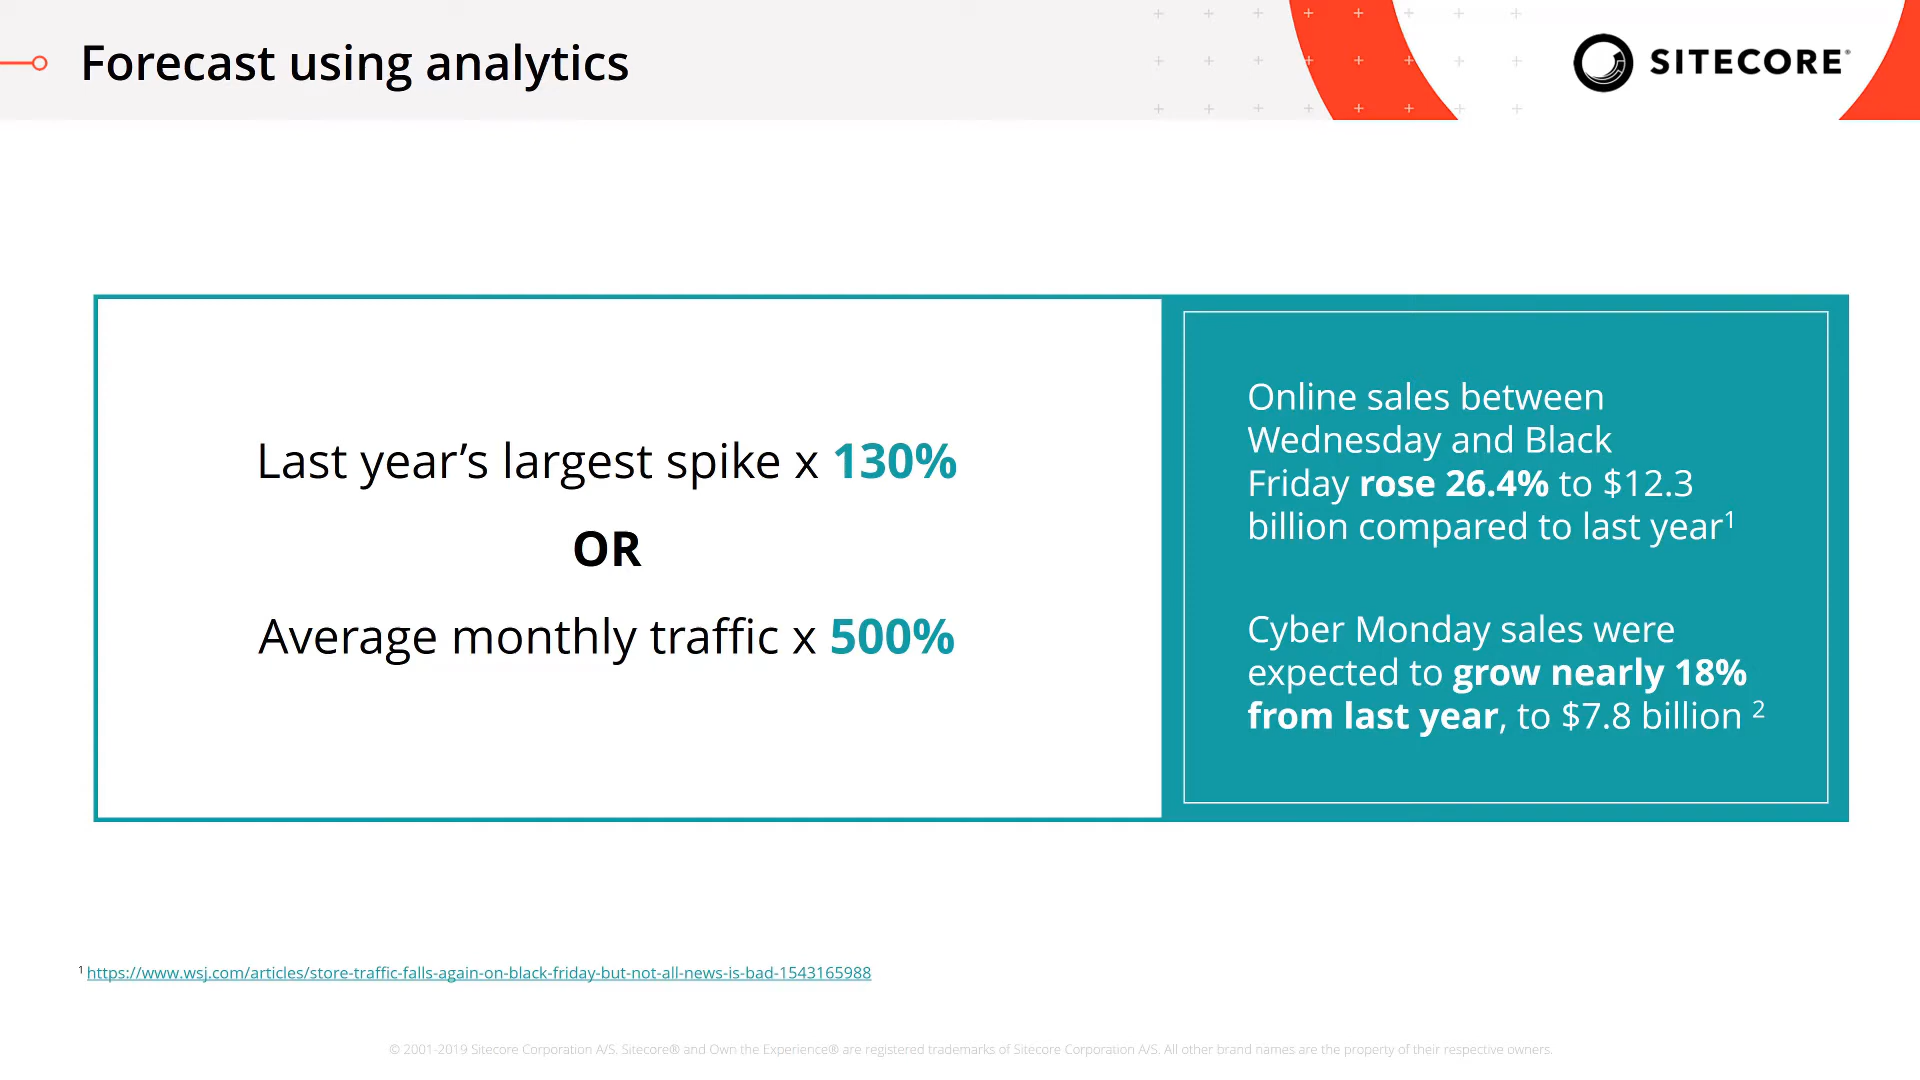 Forecast using analytics
SITECORE®
Last year’s largest spike x 130%
OR
Average monthly traffic x 500%
Online sales between
Wednesday and Black
Friday rose 26.4% to $12.3
billion compared to last year1
Cyber Monday sales were
expected to grow nearly 18%
from last year, to $7.8 billion 2
1 https://www.wsj.com/articles/store-traffic-falls-again-on-black-friday-but-not-all-news-is-bad-1543165988
© 2001-2019 Sitecore Corporation A/S. Sitecore® and Own the Experience® are registered trademarks of Sitecore Corporation A/S. All other brand names are the property of their respective owners.